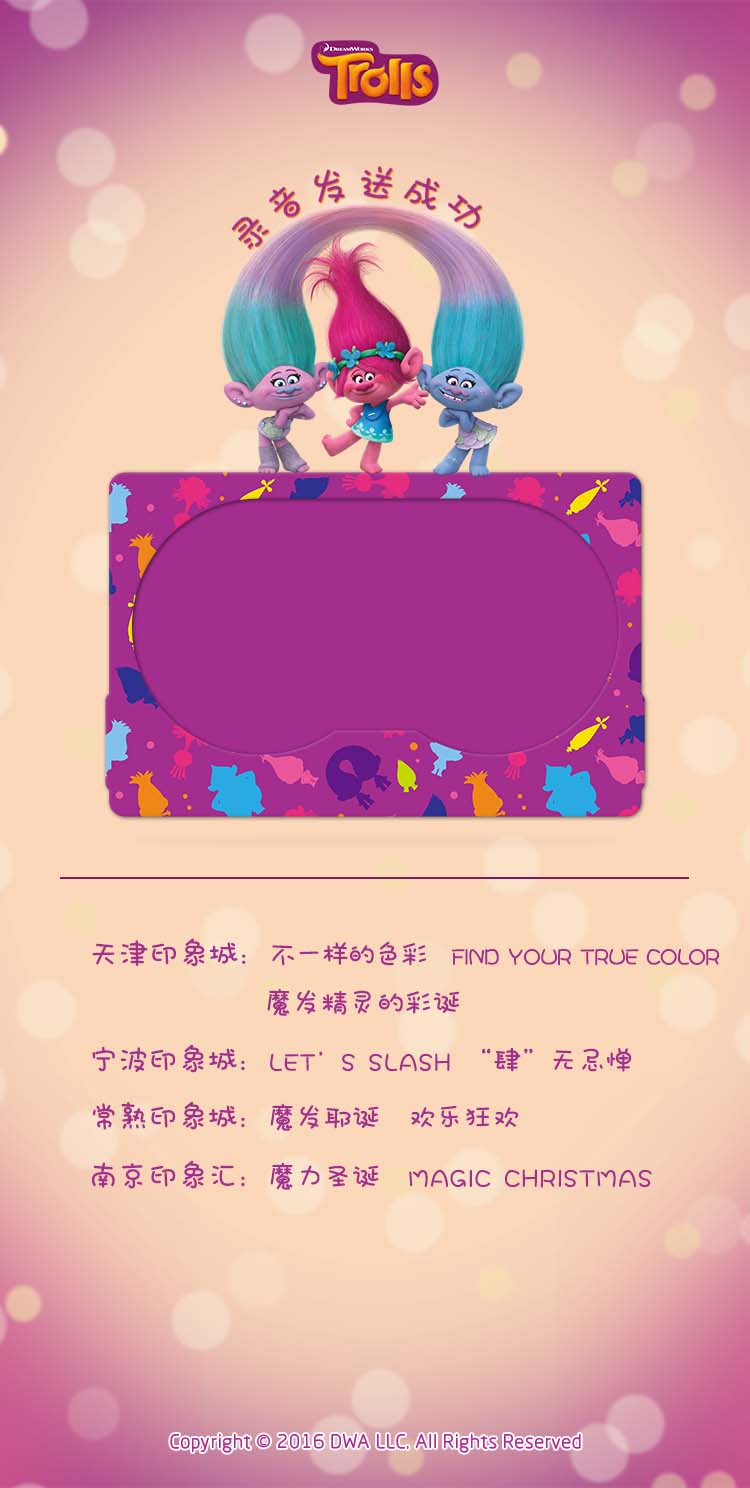 DREAMWORKS
Trolls
录音发送成功
天津印象城：不一样的色彩 FIND YOUR TRUE COLOR
魔发精灵的彩诞
宁波印象城：LET’S SLASH “肆”无忌惮
常熟印象城：魔发耶诞 欢乐狂欢
南京印象汇：魔力圣诞 MAGIC CHRISTMAS
Copyright © 2016 DWA LLC. All Rights Reserved